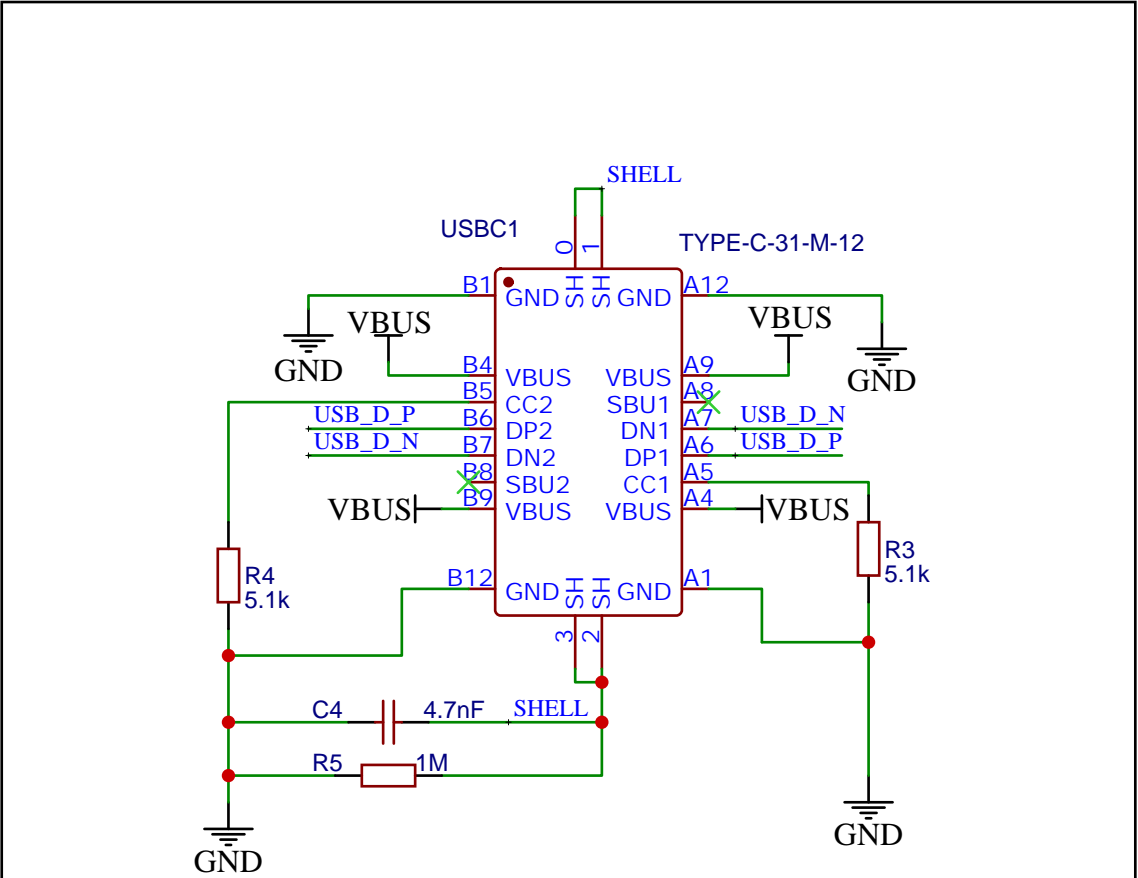 SHELL
USBC1
TYPE-C-31-M-12
0
1
B1
GND
SH
SH
GND
A12
VBUS
VBUS
GND
GND
B4
VBUS
VBUS
A9
B5
CC2
SBU1
A8
USB_D_P
B6
DP2
DN1
A7
USB_D_N
USB_D_N
B7
DN2
DP1
A6
USB_D_P
B8
SBU2
CC1
A5
VBUS
B9
VBUS
VBUS
A4
VBUS
R3
5.1k
R4
5.1k
B12
GND
SH
SH
GND
A1
3
2
C4
4.7nF
SHELL
R5
1M
GND
GND